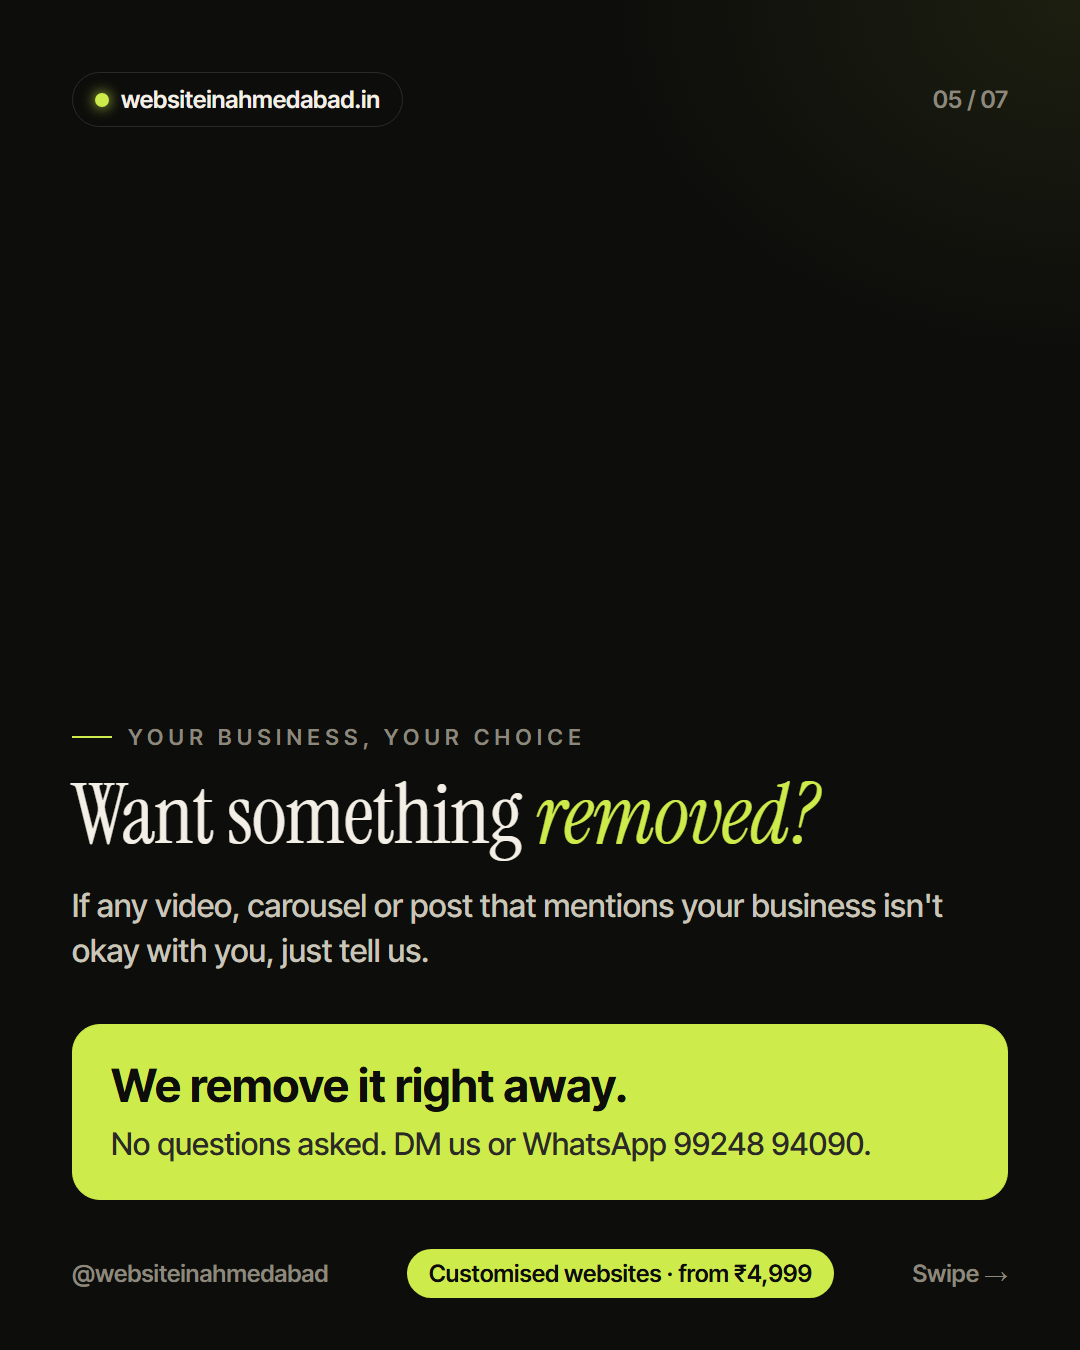 websiteinahmedabad.in
05 / 07
YOUR BUSINESS, YOUR CHOICE
Want something removed?
If any video, carousel or post that mentions your business isn't
okay with you, just tell us.
We remove it right away.
No questions asked. DM us or WhatsApp 99248 94090.
@websiteinahmedabad
Customised websites · from ₹4,999
Swipe →